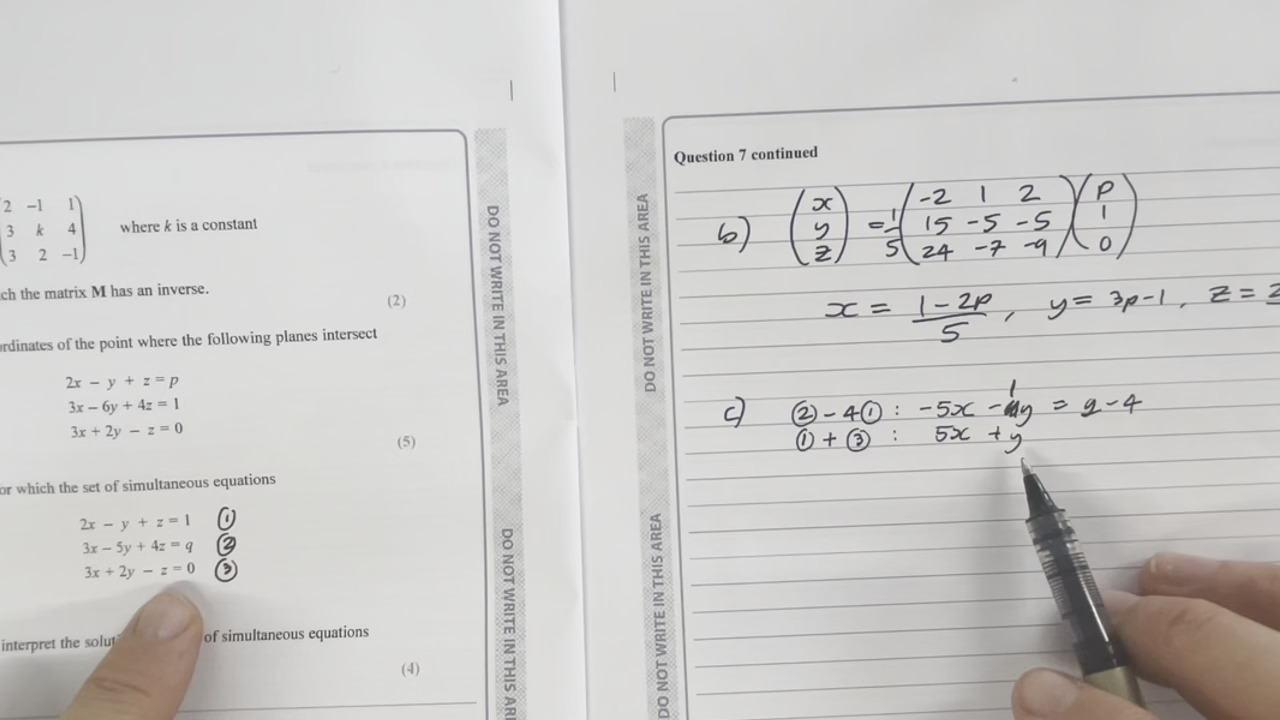 2 -1 1
3 k 4
3 2 -1
where k is a constant
ch the matrix M has an inverse.
(2)
ordinates of the point where the following planes intersect
2x - y + z = p
3x - 6y + 4z = 1
3x + 2y - z = 0
(5)
or which the set of simultaneous equations
2x - y + z = 1 ①
3x - 5y + 4z = q ②
3x + 2y - z = 0 ③
interpret the solut of simultaneous equations
(4)
DO NOT WRITE IN THIS AREA
DO NOT WRITE IN THIS AR
DO NOT WRITE IN THIS AREA
DO NOT WRITE IN THIS AREA
Question 7 continued
b) (x y z) = 1/5 (-2 1 2
15 -5 -5
24 -7 -9) (p 1 0)
x = (1-2p)/5, y = 3p-1, z =
c) ②-4①: -5x - 1y = q-4
①+③: 5x + y